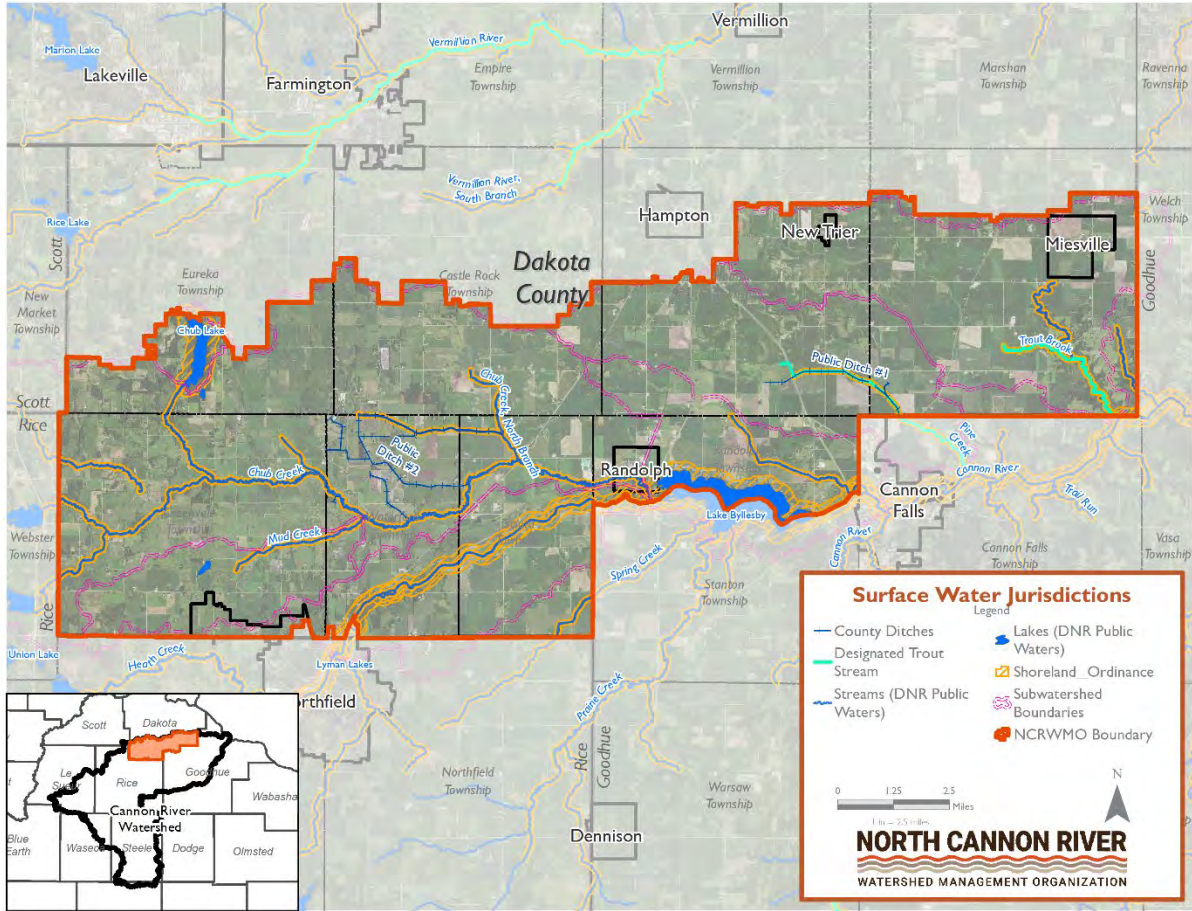 Vermillion
Marion Lake
Vermillion River
Lakeville
Farmington
Empire
Township
Vermillion
Township
Marshan
Township
Ravenna
Township
Vermillion River,
South Branch
Rice Lake
Hampton
New Trier
Miesville
Welch
Township
Scott
Goodhue
Eureka
Township
Castle Rock
Township
Dakota
County
New
Market
Township
Chub Lake
Trout Brook
Public Ditch #1
Chub Creek, North Branch
Scott
Rice
Public
Ditch #2
Pine
Creek
Chub Creek
Randolph
Cannon River
Cannon
Falls
Trail Run
Lake Byllesby
Webster
Township
Mud Creek
Spring Creek
Cannon River
Cannon Falls
Township
Vasa
Township
Stanton
Township
Rice
Union Lake
Heath Creek
Lyman Lakes
orthfield
Prairie Creek
Rice
Goodhue
Northfield
Township
Warsaw
Township
Dennison
Surface Water Jurisdictions
Legend
County Ditches
Designated Trout
Stream
Streams (DNR Public
Waters)
Lakes (DNR Public
Waters)
Shoreland_Ordinance
Subwatershed
Boundaries
NCRWMO Boundary
0 1.25 2.5
Miles
N
NORTH CANNON RIVER
WATERSHED MANAGEMENT ORGANIZATION
Scott
Dakota
Le
Sueur
Rice
Goodhue
Wabasha
Cannon River
Watershed
Blue
Earth
Waseca
Steele
Dodge
Olmsted